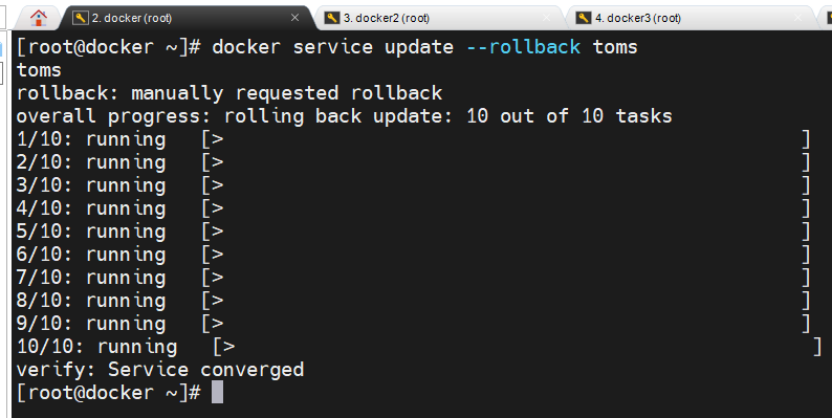 2. docker (root) × 3. docker2 (root) 4. docker3 (root)
[root@docker ~]# docker service update --rollback toms
toms
rollback: manually requested rollback
overall progress: rolling back update: 10 out of 10 tasks
1/10: running [> ]
2/10: running [> ]
3/10: running [> ]
4/10: running [> ]
5/10: running [> ]
6/10: running [> ]
7/10: running [> ]
8/10: running [> ]
9/10: running [> ]
10/10: running [> ]
verify: Service converged
[root@docker ~]#